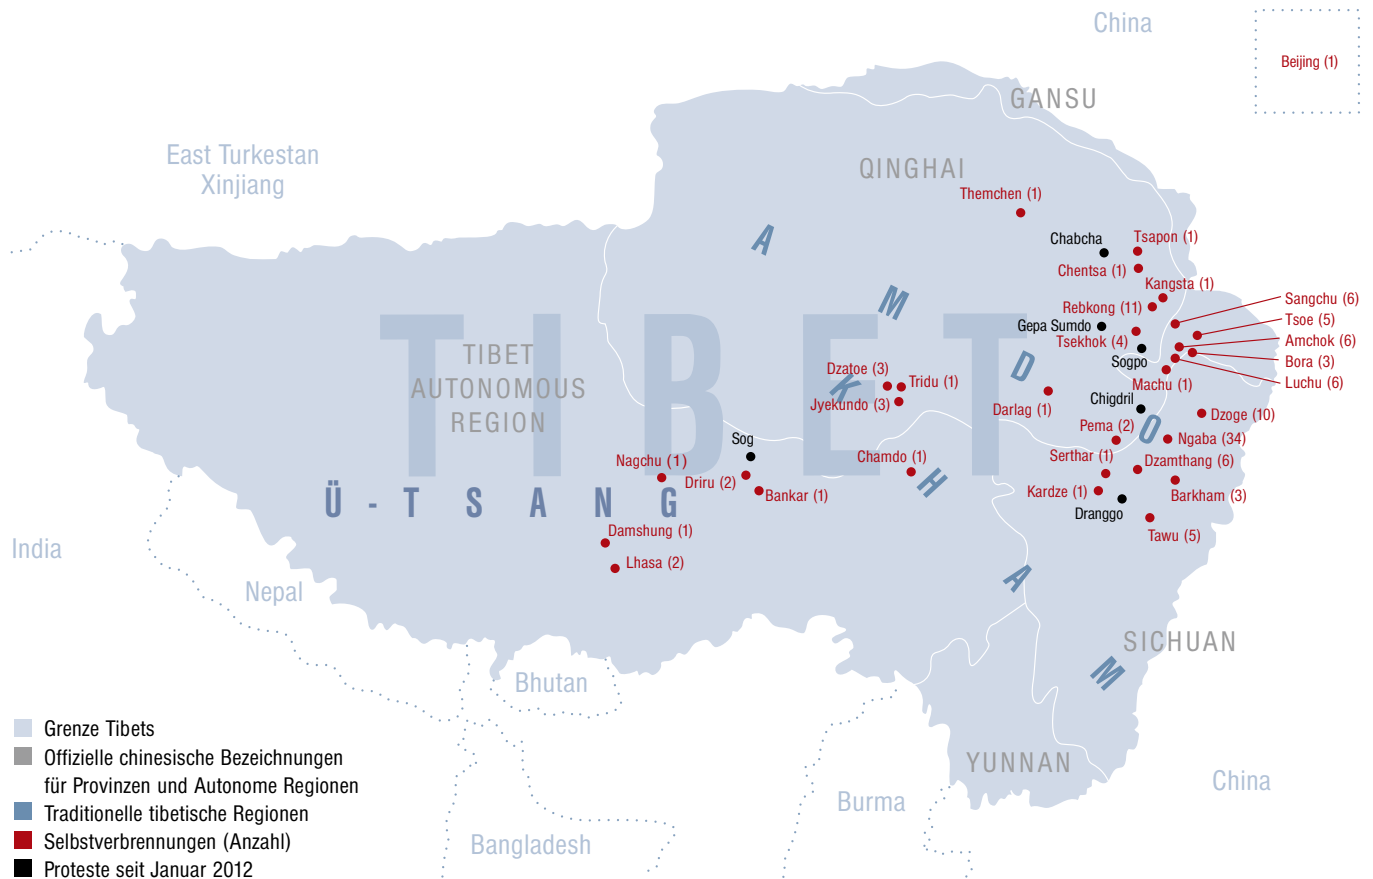 China
Beijing (1)
GANSU
East Turkestan
Xinjiang
QINGHAI
Themchen (1)
Chabcha
Tsapon (1)
Chentsa (1)
Kangsta (1)
Rebkong (11)
Sangchu (6)
Tsoe (5)
Gepa Sumdo
Tsekhok (4)
Amchok (6)
Sogpo
Bora (3)
Machu (1)
Luchu (6)
TIBET
TIBET
AUTONOMOUS
REGION
AMDO
Dzatoe (3)
Tridu (1)
Jyekundo (3)
Darlag (1)
Chigdril
Dzoge (10)
Pema (2)
Ngaba (34)
Sog
Nagchu (1)
Driru (2)
Bankar (1)
Chamdo (1)
Serthar (1)
Dzamthang (6)
Kardze (1)
Barkham (3)
Dranggo
Tawu (5)
Ü-TSANG
KHAM
Damshung (1)
Lhasa (2)
India
Nepal
Bhutan
SICHUAN
YUNNAN
China
Burma
Bangladesh
Grenze Tibets
Offizielle chinesische Bezeichnungen
für Provinzen und Autonome Regionen
Traditionelle tibetische Regionen
Selbstverbrennungen (Anzahl)
Proteste seit Januar 2012